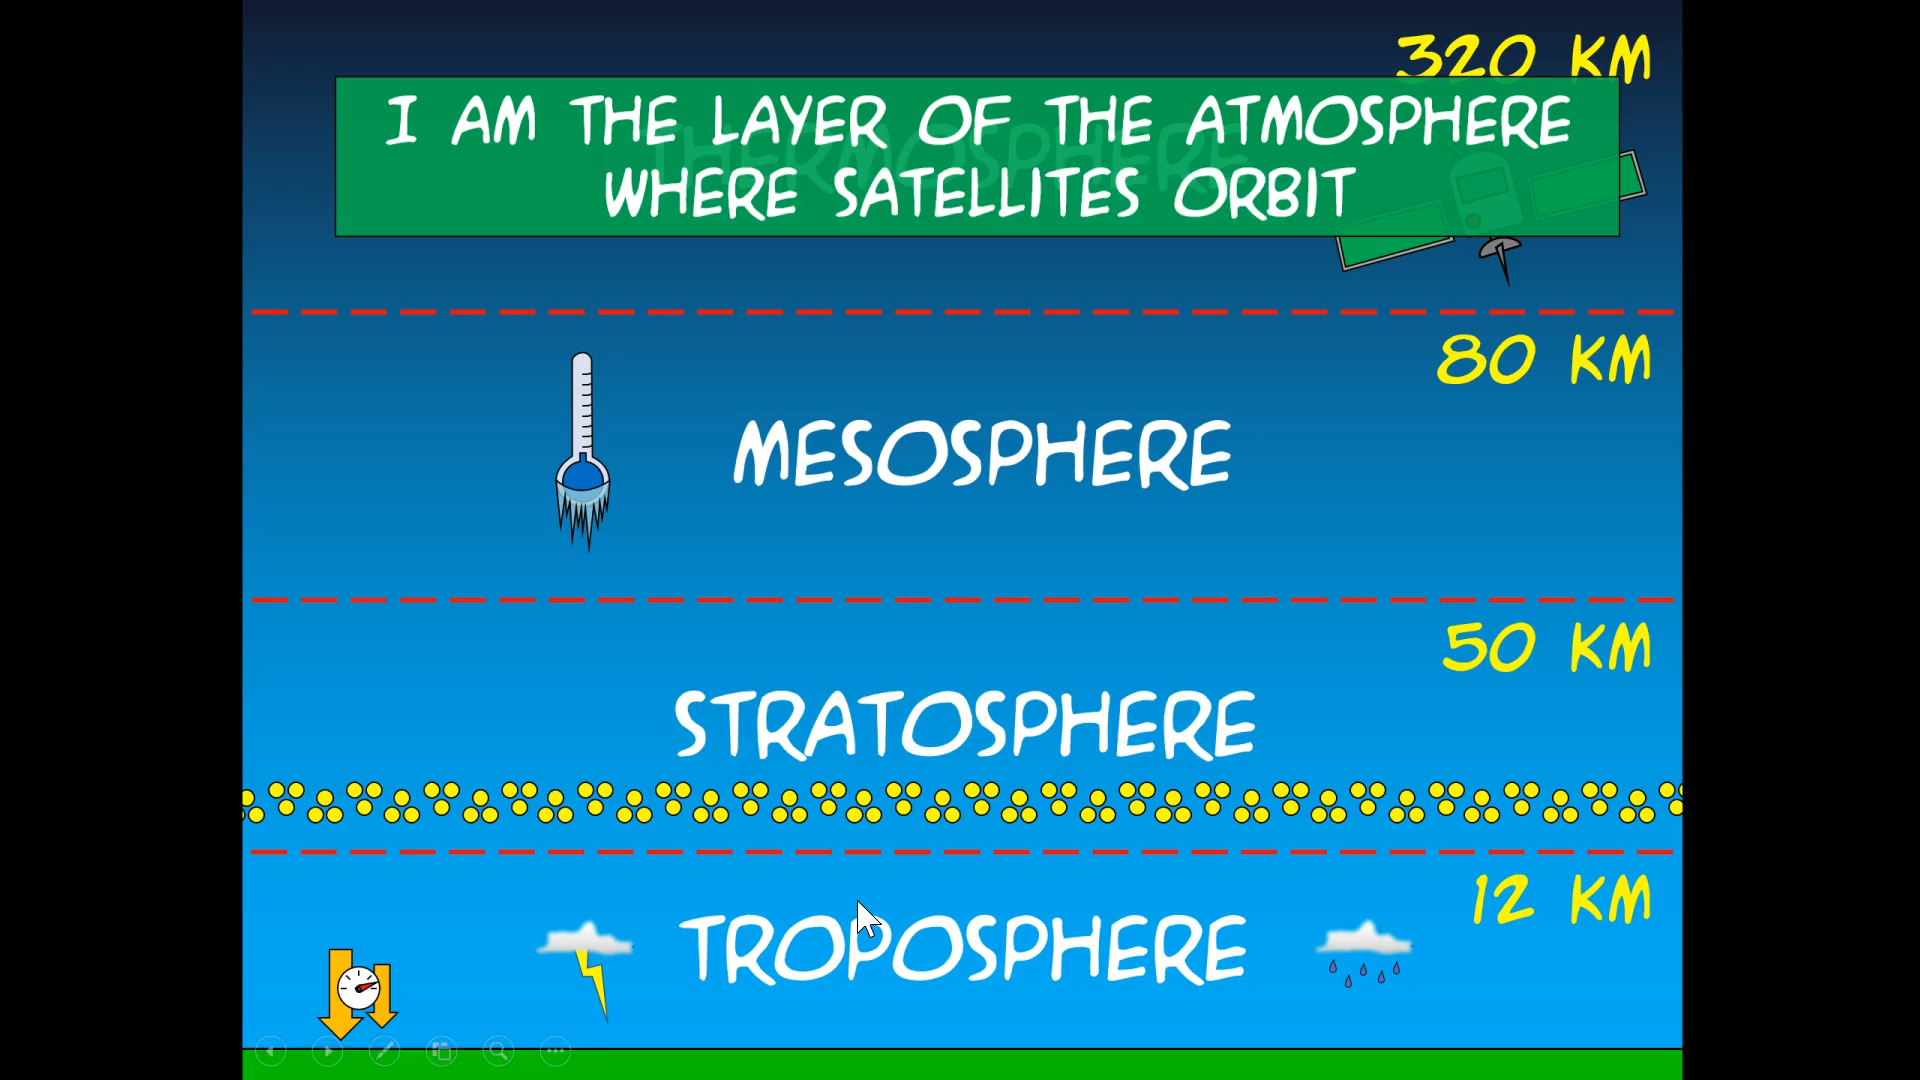 320 KM
I AM THE LAYER OF THE ATMOSPHERE
WHERE SATELLITES ORBIT
THERMOSPHERE
80 KM
MESOSPHERE
50 KM
STRATOSPHERE
12 KM
TROPOSPHERE